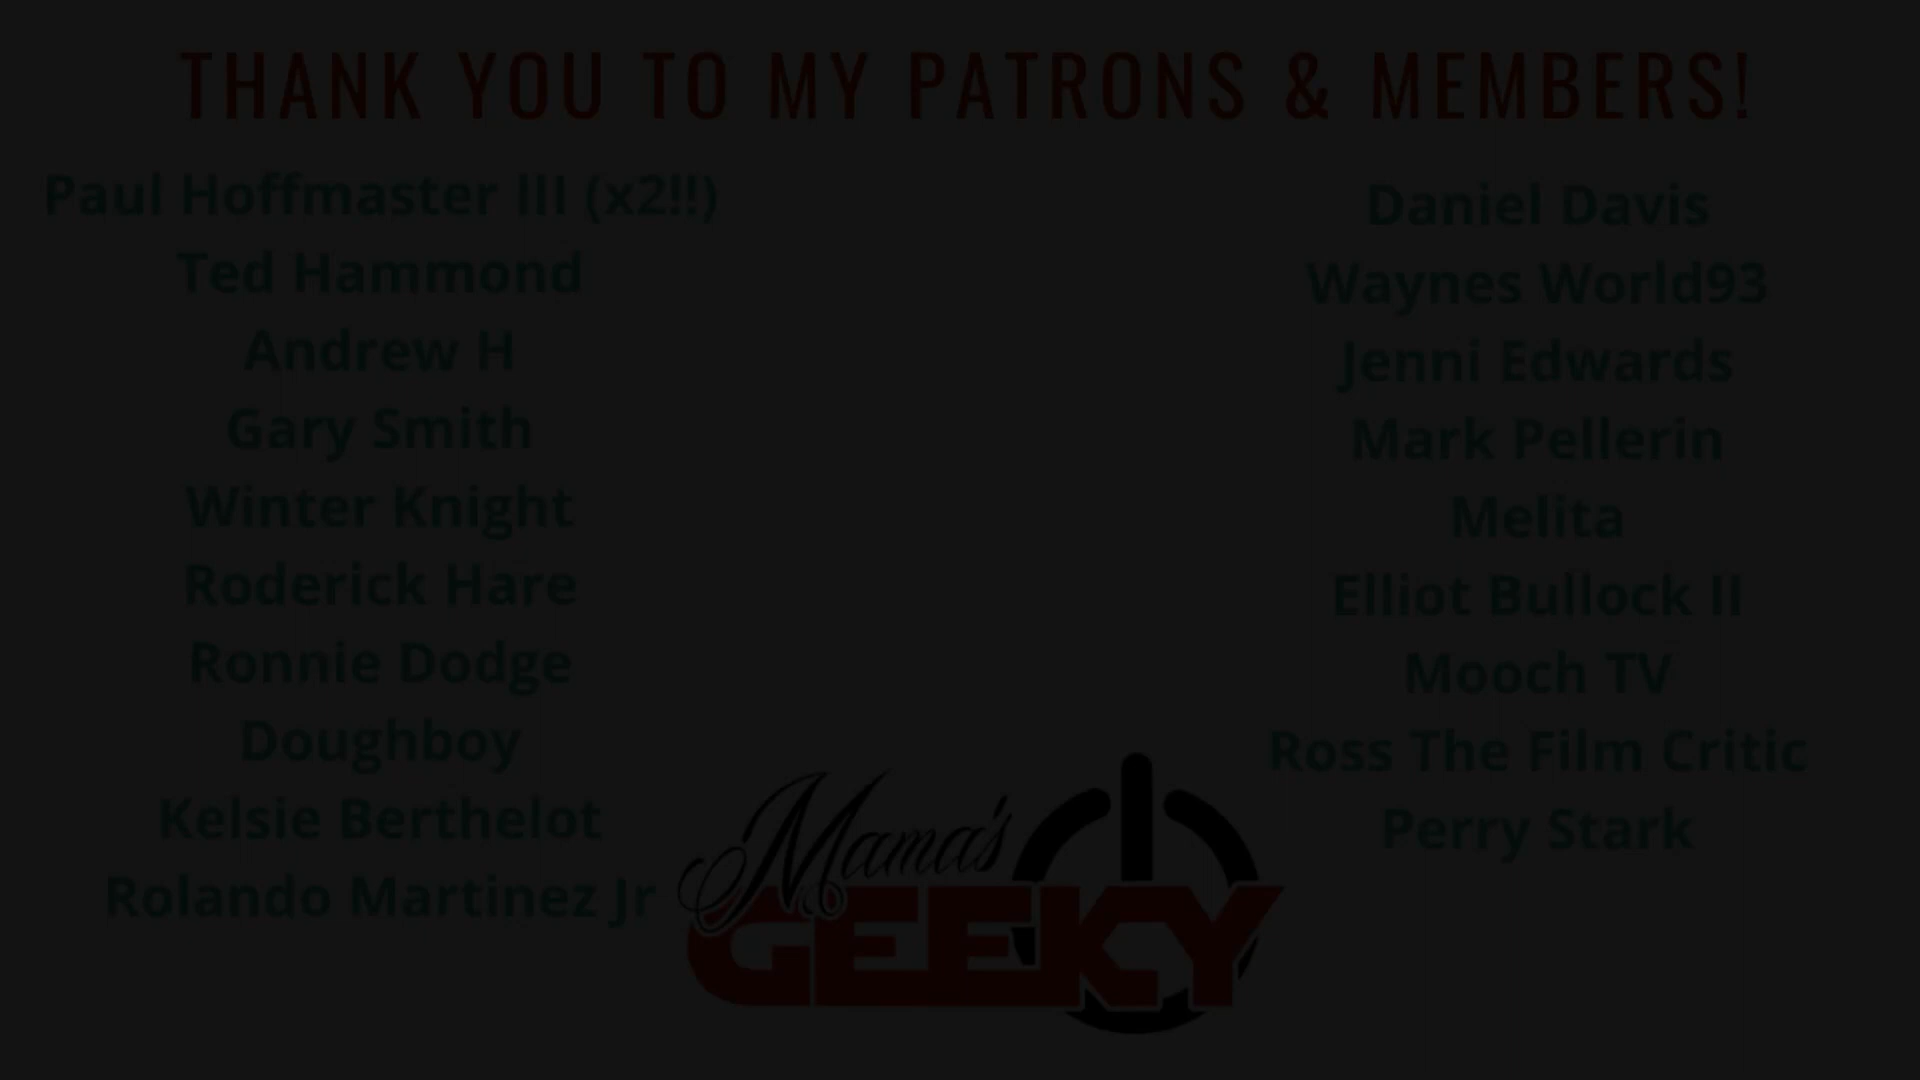 THANK YOU TO MY PATRONS & MEMBERS!
Paul Hoffmaster III (x2!!)
Ted Hammond
Andrew H
Gary Smith
Winter Knight
Roderick Hare
Ronnie Dodge
Doughboy
Kelsie Berthelot
Rolando Martinez Jr
Daniel Davis
Waynes World93
Jenni Edwards
Mark Pellerin
Melita
Elliot Bullock II
Mooch TV
Ross The Film Critic
Perry Stark
Mama's
GEEKY